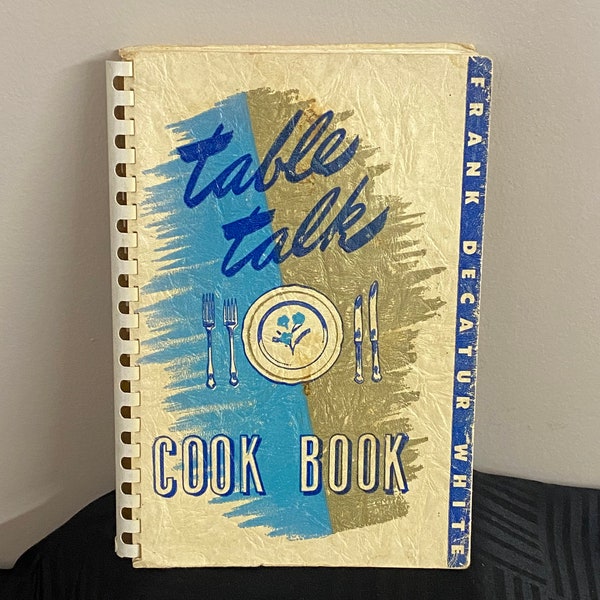 table
talk
COOK BOOK
FRANK DECATUR WHITE